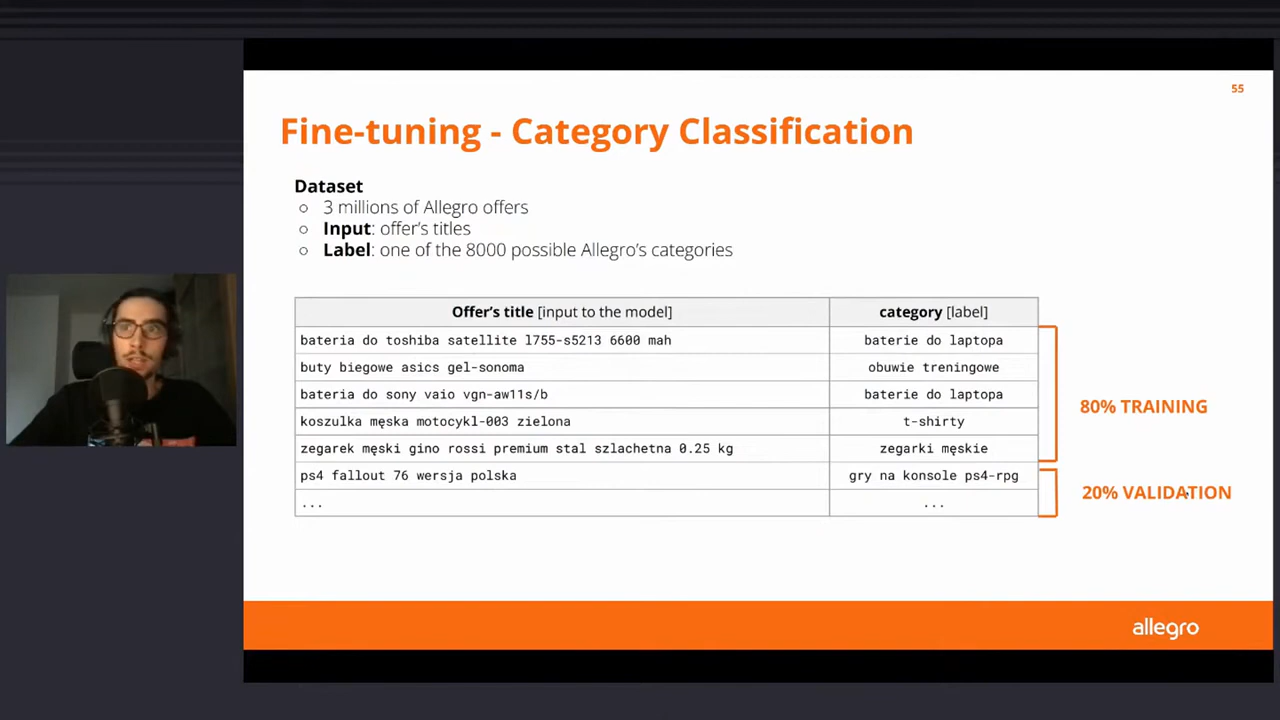 55
Fine-tuning - Category Classification
Dataset
○ 3 millions of Allegro offers
○ Input: offer's titles
○ Label: one of the 8000 possible Allegro's categories
Offer's title [input to the model] category [label]
bateria do toshiba satellite l755-s5213 6600 mah baterie do laptopa
buty biegowe asics gel-sonoma obuwie treningowe
bateria do sony vaio vgn-aw11s/b baterie do laptopa
koszulka męska motocykl-003 zielona t-shirty
zegarek męski gino rossi premium stal szlachetna 0.25 kg zegarki męskie
ps4 fallout 76 wersja polska gry na konsole ps4-rpg
... ...
80% TRAINING
20% VALIDATION
allegro